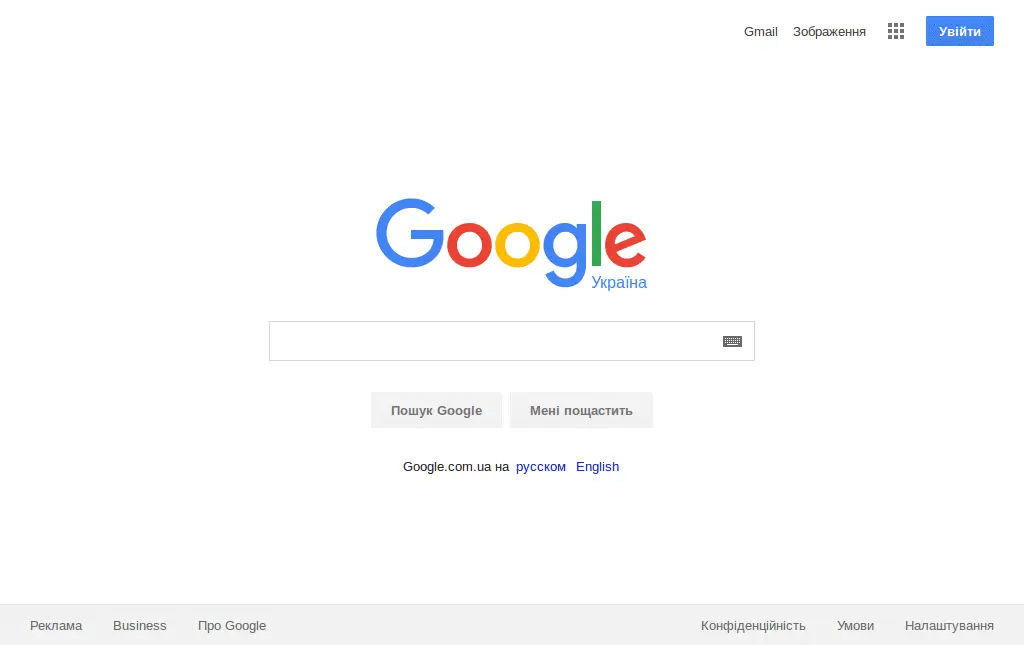 Gmail Зображення Увійти
Google
Україна
Пошук Google Мені пощастить
Google.com.ua на русском English
Реклама Business Про Google Конфіденційність Умови Налаштування